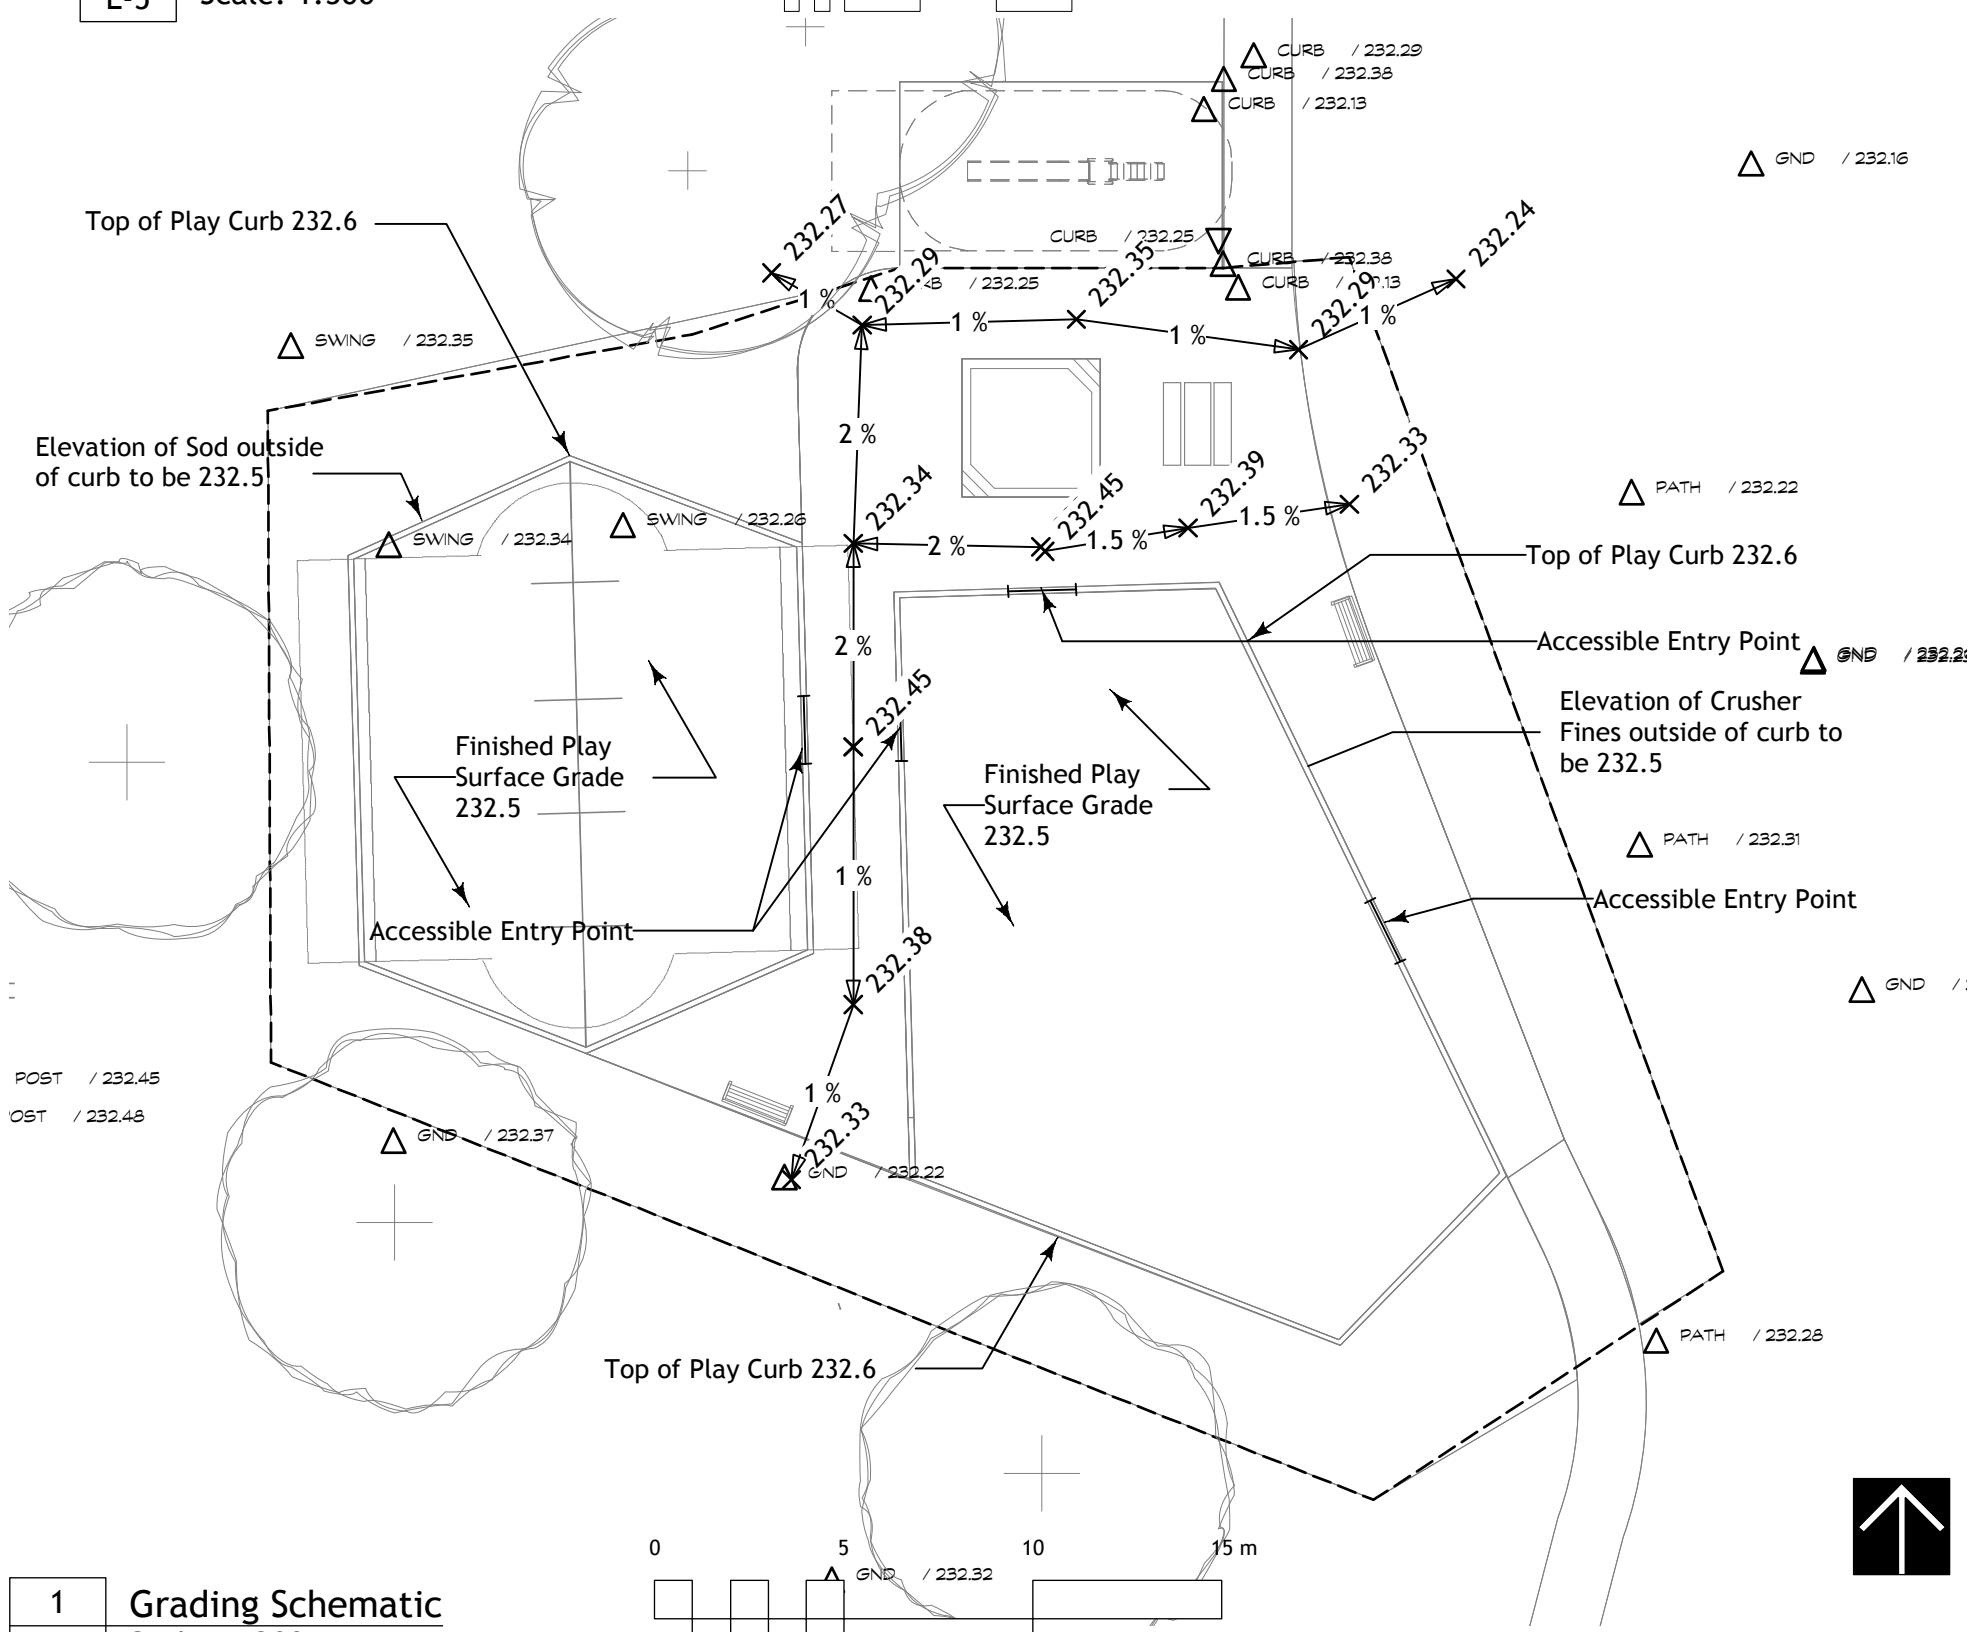 Scale: 1:300
CURB / 232.29
CURB / 232.38
CURB / 232.13
GND / 232.16
Top of Play Curb 232.6
232.27
232.29
CURB / 232.25
232.35
232.24
CURB / 232.38
232.29
1 %
/ 232.25
1 %
1 %
1 %
SWING / 232.35
2 %
Elevation of Sod outside
of curb to be 232.5
232.34
232.45
232.39
232.33
PATH / 232.22
SWING / 232.26
SWING / 232.34
2 %
1.5 %
1.5 %
Top of Play Curb 232.6
2 %
Accessible Entry Point
GND
232.45
Elevation of Crusher
Fines outside of curb to
be 232.5
Finished Play
Surface Grade
232.5
Finished Play
Surface Grade
232.5
PATH / 232.31
1 %
Accessible Entry Point
Accessible Entry Point
232.38
GND /
POST / 232.45
/ 232.48
1 %
GND / 232.37
232.33
GND / 232.22
PATH / 232.28
Top of Play Curb 232.6
0 5 10 15 m
GND / 232.32
1 Grading Schematic